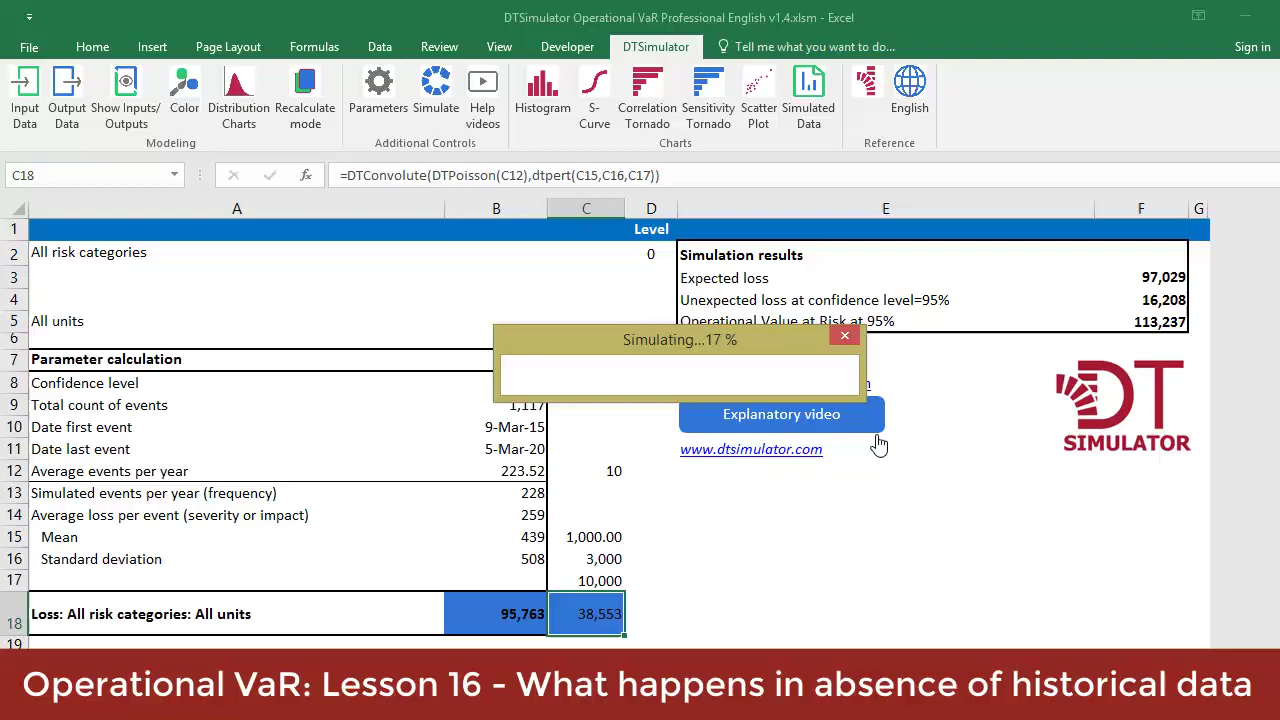 DTSimulator Operational VaR Professional English v1.4.xlsm - Excel
File Home Insert Page Layout Formulas Data Review View Developer DTSimulator Tell me what you want to do... Sign in
Input Data Output Data Show Inputs/ Outputs Color Distribution Charts Recalculate mode Parameters Simulate Help videos Histogram S- Curve Correlation Tornado Sensitivity Tornado Scatter Plot Simulated Data English
Modeling Additional Controls Charts Reference
C18 fx =DTConvolute(DTPoisson(C12),dtpert(C15,C16,C17))
A B C D E F G
1 Level
2 All risk categories 0 Simulation results
3 Expected loss 97,029
4 Unexpected loss at confidence level=95% 16,208
5 All units Operational Value at Risk at 95% 113,237
6
Simulating...17 %
7 Parameter calculation
8 Confidence level
9 Total count of events 1,117
Explanatory video
10 Date first event 9-Mar-15
11 Date last event 5-Mar-20 www.dtsimulator.com
DT SIMULATOR
12 Average events per year 223.52 10
13 Simulated events per year (frequency) 228
14 Average loss per event (severity or impact) 259
15 Mean 439 1,000.00
16 Standard deviation 508 3,000
17 10,000
18 Loss: All risk categories: All units 95,763 38,553
19
Operational VaR: Lesson 16 - What happens in absence of historical data